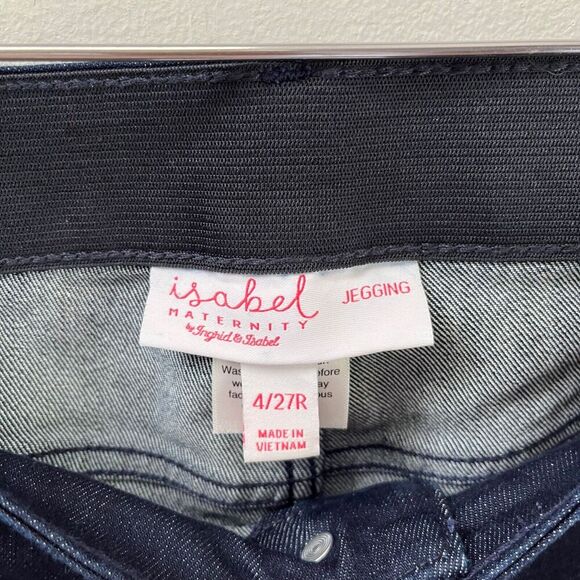 isabel
MATERNITY
by Ingrid & Isabel
JEGGING
4/27R
MADE IN
VIETNAM